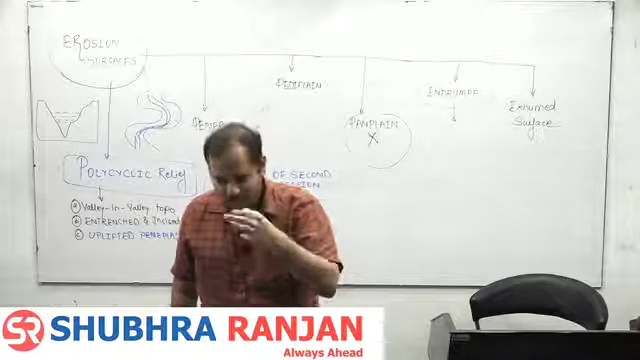 EROSION
SURFACES
PEDIPLAIN
PANPLAIN
X
Exhumed
Surface
POLYCYCLIC Relief
OF SECOND
(a) Valley-in-Valley topo
(b) ENTRENCHED &
(c) UPLIFTED
SR SHUBHRA RANJAN
Always Ahead